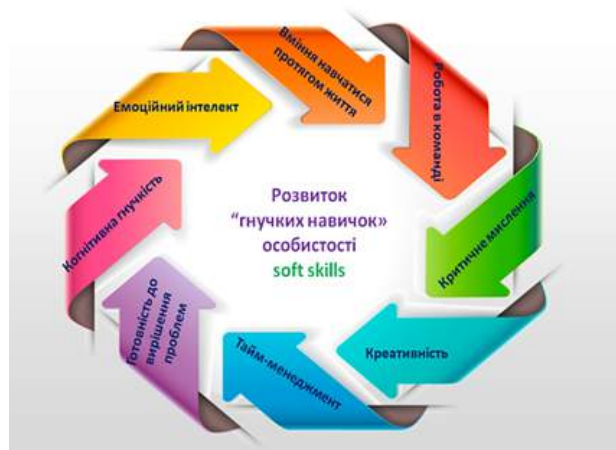 Вміння навчатися
протягом життя
Робота в команді
Критичне мислення
Креативність
Тайм-менеджмент
Готовність до
вирішення
проблем
Когнітивна гнучкість
Емоційний інтелект
Розвиток
“гнучких навичок»
особистості
soft skills